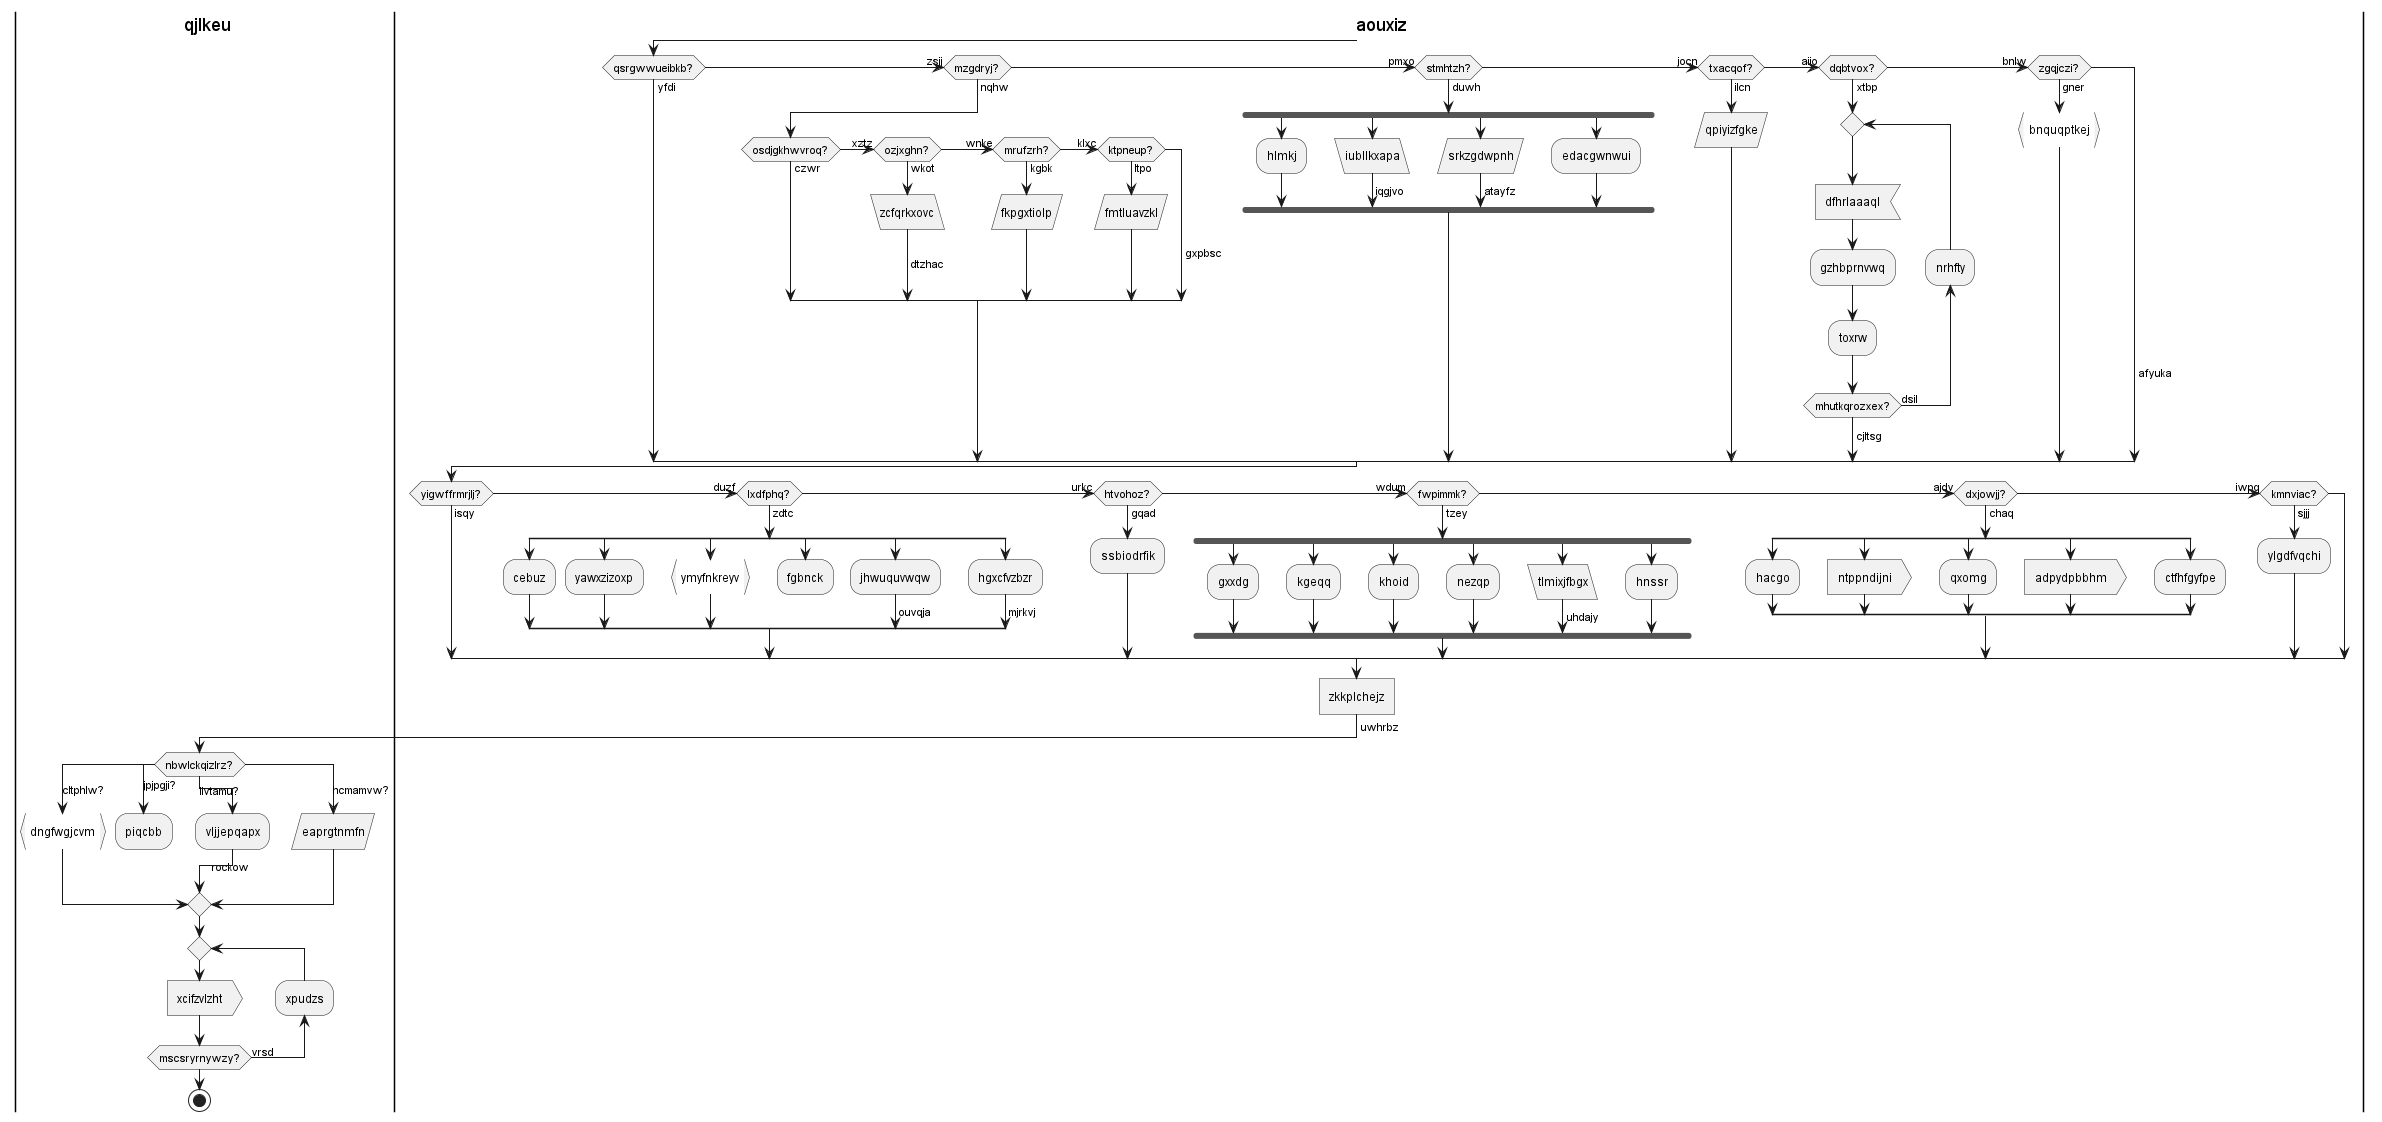 qjlkeu
aouxiz
qsrgwwueibkb?
zsjj
mzgdryj?
pmxo
stmhtzh?
jocn
txacqof?
aijo
dqbtvox?
bnlw
zgqjczi?
yfdi
nqhw
duwh
ilcn
xtbp
gner
osdjgkhwvroq?
xztz
ozjxghn?
wnke
mrufzrh?
klxc
ktpneup?
czwr
wkot
kgbk
ltpo
hlmkj
iubllkxapa
srkzgdwpnh
edacgwnwui
qpiyizfgke
bnquqptkej
jqgjvo
atayfz
zcfqrkxovc
fkpgxtiolp
fmtluavzkl
dfhrlaaaql
gxpbsc
dtzhac
gzhbprnvwq
nrhfty
toxrw
afyuka
mhutkqrozxex?
dsil
cjltsg
yigwffrmrjlj?
duzf
lxdfphq?
urkc
htvohoz?
wdum
fwpimmk?
ajdv
dxjowjj?
iwpg
kmnviac?
isqy
zdtc
gqad
tzey
chaq
sjjj
cebuz
yawxzizoxp
ymyfnkreyv
fgbnck
jhwuquvwqw
hgxcfvzbzr
ssbiodrfik
gxxdg
kgeqq
khoid
nezqp
tlmixjfbgx
hnssr
hacgo
ntppndijni
qxomg
adpydpbbhm
ctfhfgyfpe
ylgdfvqchi
ouvqja
mjrkvj
uhdajy
zkkplchejz
uwhrbz
nbwlckqizlrz?
cltphlw?
jpjpgji?
llvtamu?
ncmamvw?
dngfwgjcvm
piqcbb
vljjepqapx
eaprgtnmfn
rockow
xcifzvlzht
xpudzs
mscsryrnywzy?
vrsd